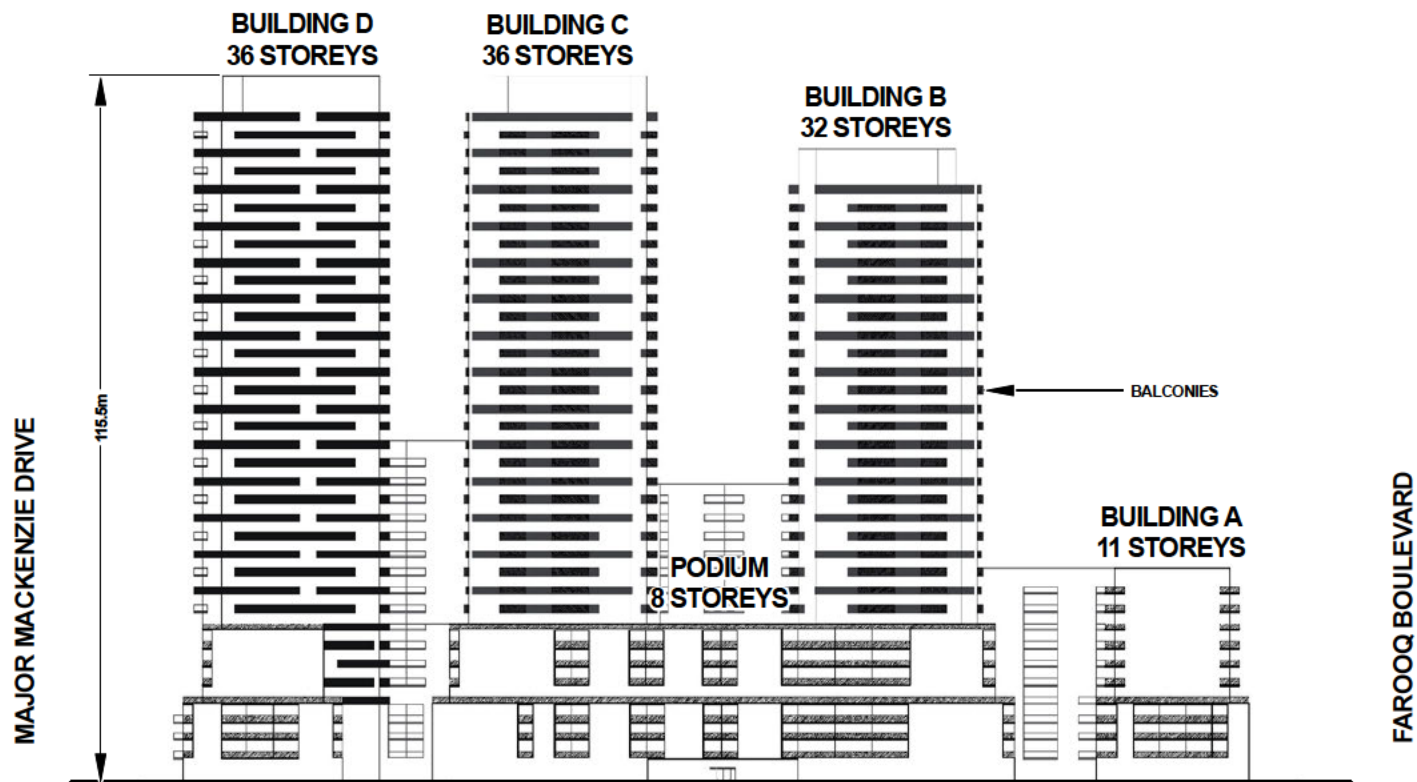 BUILDING D
36 STOREYS
BUILDING C
36 STOREYS
BUILDING B
32 STOREYS
115.5m
BALCONIES
MAJOR MACKENZIE DRIVE
BUILDING A
11 STOREYS
PODIUM
8 STOREYS
FAROOQ BOULEVARD